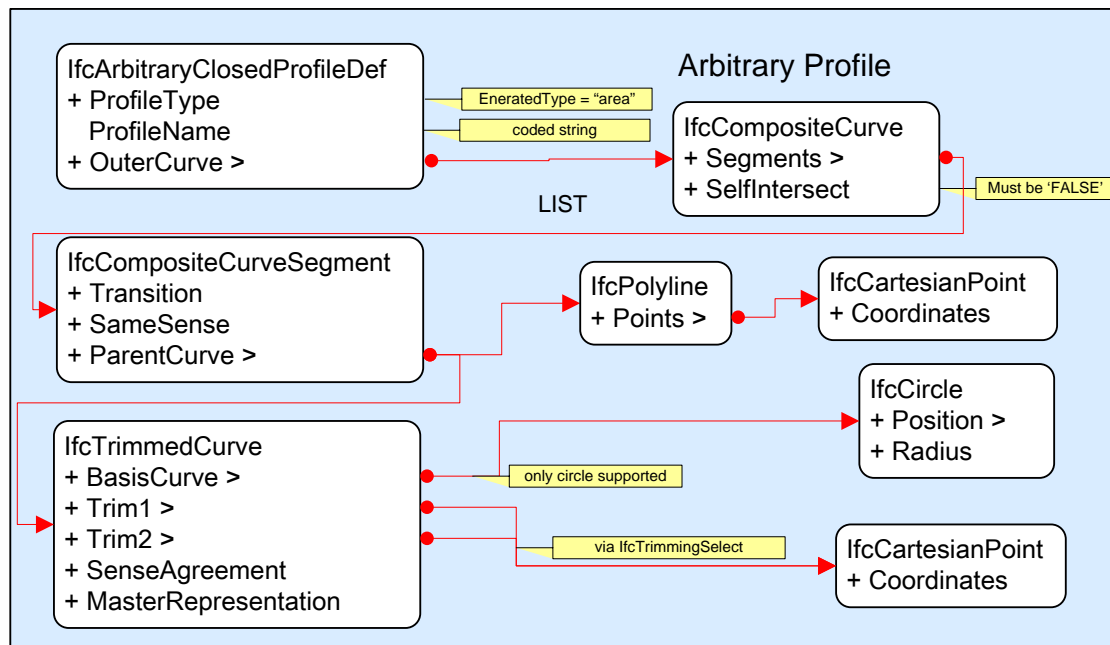 Arbitrary Profile
IfcArbitraryClosedProfileDef
+ ProfileType
ProfileName
+ OuterCurve >
EneratedType = “area”
coded string
IfcCompositeCurve
+ Segments >
+ SelfIntersect
Must be ‘FALSE’
LIST
IfcCompositeCurveSegment
+ Transition
+ SameSense
+ ParentCurve >
IfcPolyline
+ Points >
IfcCartesianPoint
+ Coordinates
IfcCircle
+ Position >
+ Radius
IfcTrimmedCurve
+ BasisCurve >
+ Trim1 >
+ Trim2 >
+ SenseAgreement
+ MasterRepresentation
only circle supported
via IfcTrimmingSelect
IfcCartesianPoint
+ Coordinates